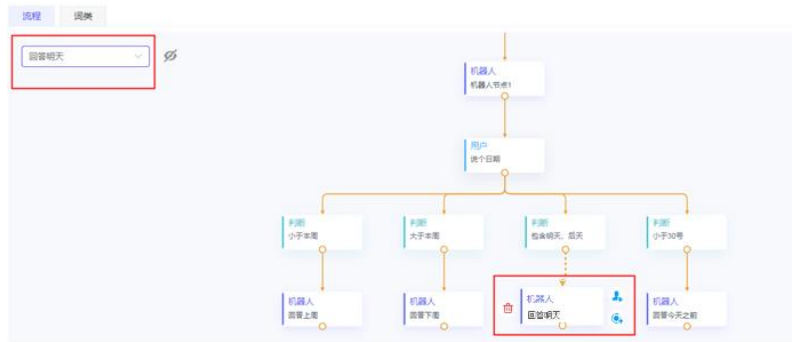 流程 词类
回答明天
机器人
机器人节点1
用户
说个日期
判断
小于本周
判断
大于本周
判断
包含明天、后天
判断
小于30号
机器人
回答上周
机器人
回答下周
机器人
回答明天
机器人
回答今天之前